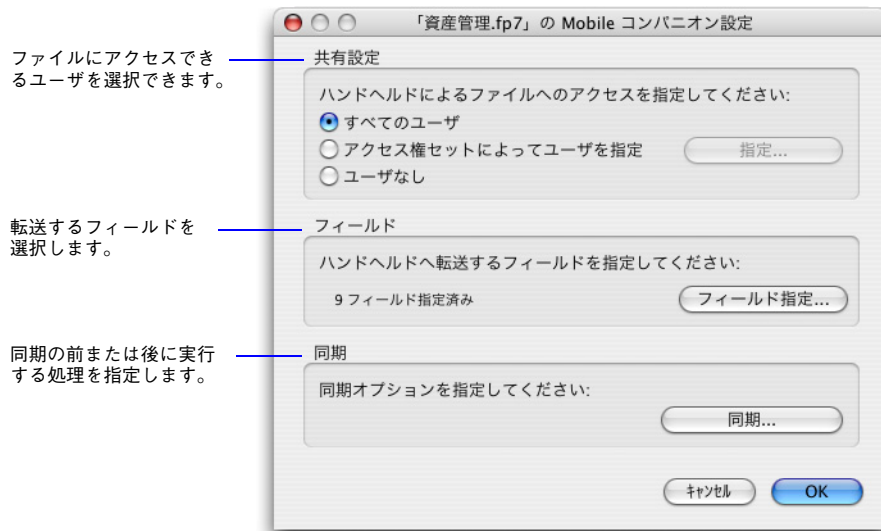 「資産管理.fp7」の Mobile コンパニオン設定
ファイルにアクセスでき
るユーザを選択できます。
共有設定
ハンドヘルドによるファイルへのアクセスを指定してください:
すべてのユーザ
アクセス権セットによってユーザを指定
指定...
ユーザなし
転送するフィールドを
選択します。
フィールド
ハンドヘルドへ転送するフィールドを指定してください:
9 フィールド指定済み
フィールド指定...
同期の前または後に実行
する処理を指定します。
同期
同期オプションを指定してください:
同期...
ｷｬﾝｾﾙ
OK